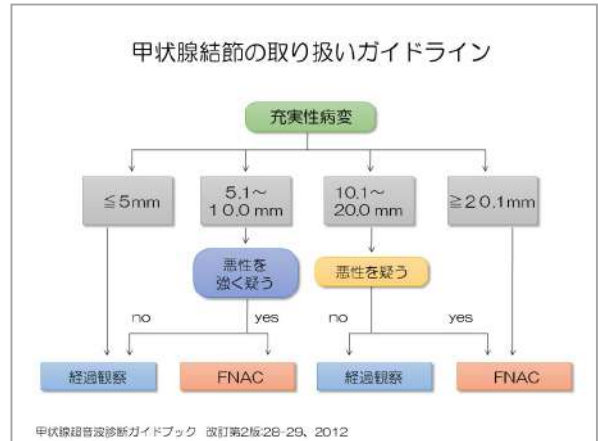 甲状腺結節の取り扱いガイドライン
充実性病変
≦5mm
5.1～
10.0 mm
10.1～
20.0 mm
≧20.1mm
悪性を
強く疑う
悪性を疑う
no
yes
no
yes
経過観察
FNAC
経過観察
FNAC
甲状腺超音波診断ガイドブック 改訂第2版:28-29、2012